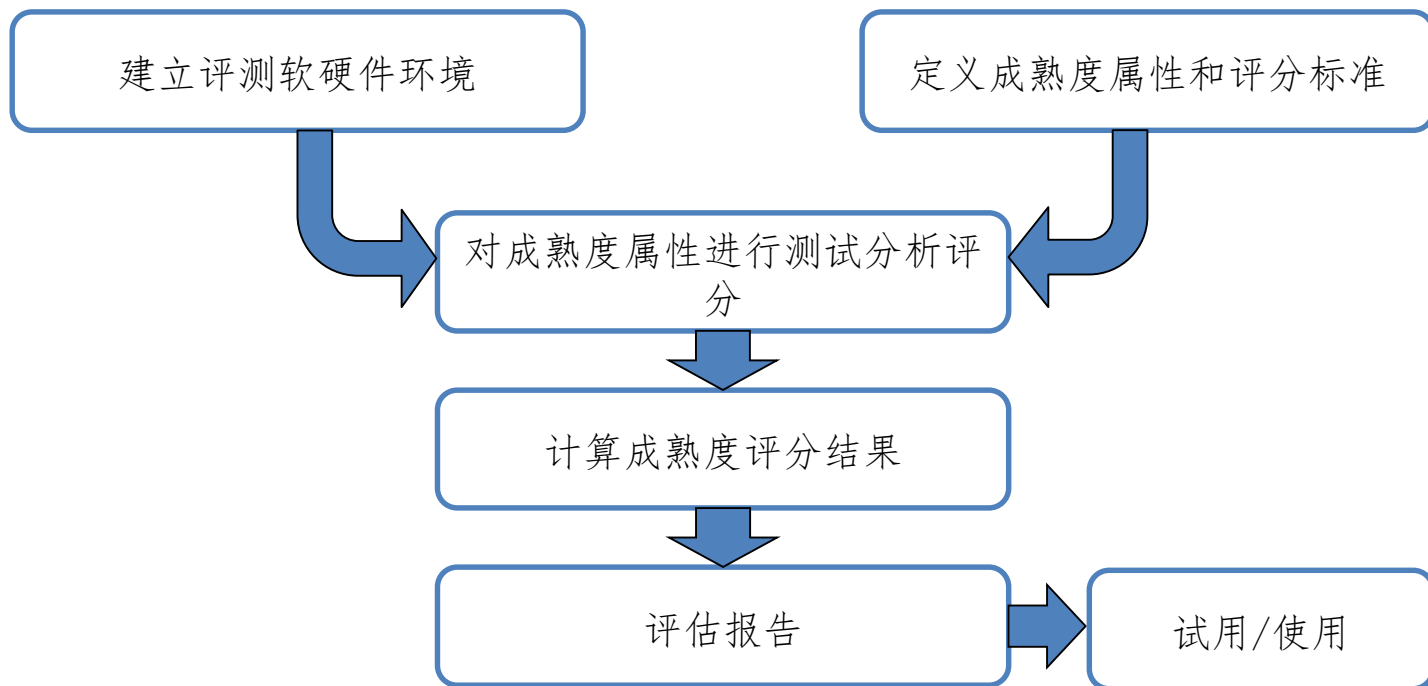 建立评测软硬件环境
定义成熟度属性和评分标准
对成熟度属性进行测试分析评
分
计算成熟度评分结果
评估报告
试用/使用